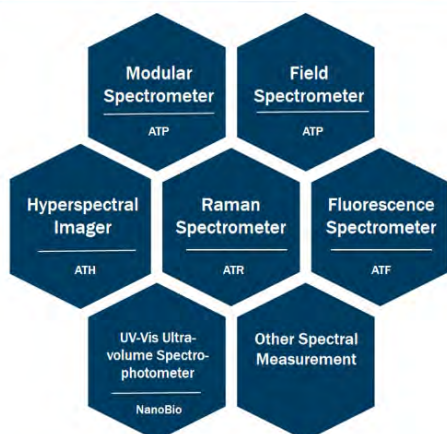 Modular
Spectrometer
ATP
Field
Spectrometer
ATP
Hyperspectral
Imager
ATH
Raman
Spectrometer
ATR
Fluorescence
Spectrometer
ATF
UV-Vis Ultra-
volume Spectro-
photometer
NanoBio
Other Spectral
Measurement